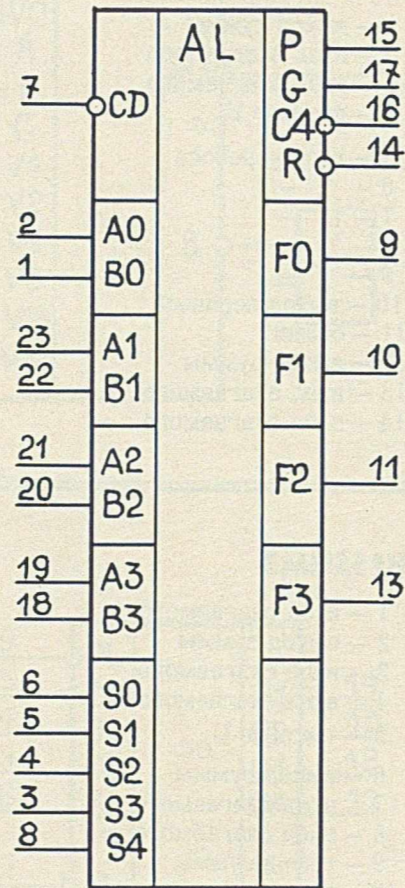 AL P 15
G 17
7 CD C4 16
R 14
2 A0
F0 9
1 B0
23 A1
F1 10
22 B1
21 A2
F2 11
20 B2
19 A3
F3 13
18 B3
6 S0
5 S1
4 S2
3 S3
8 S4